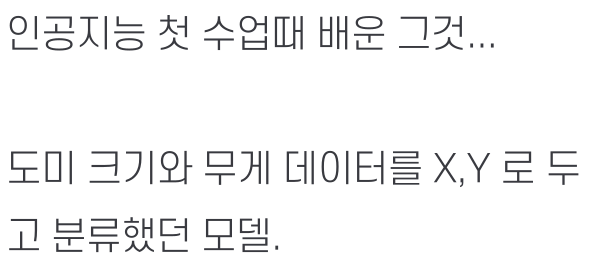 인공지능 첫 수업때 배운 그것...
도미 크기와 무게 데이터를 X,Y 로 두
고 분류했던 모델.